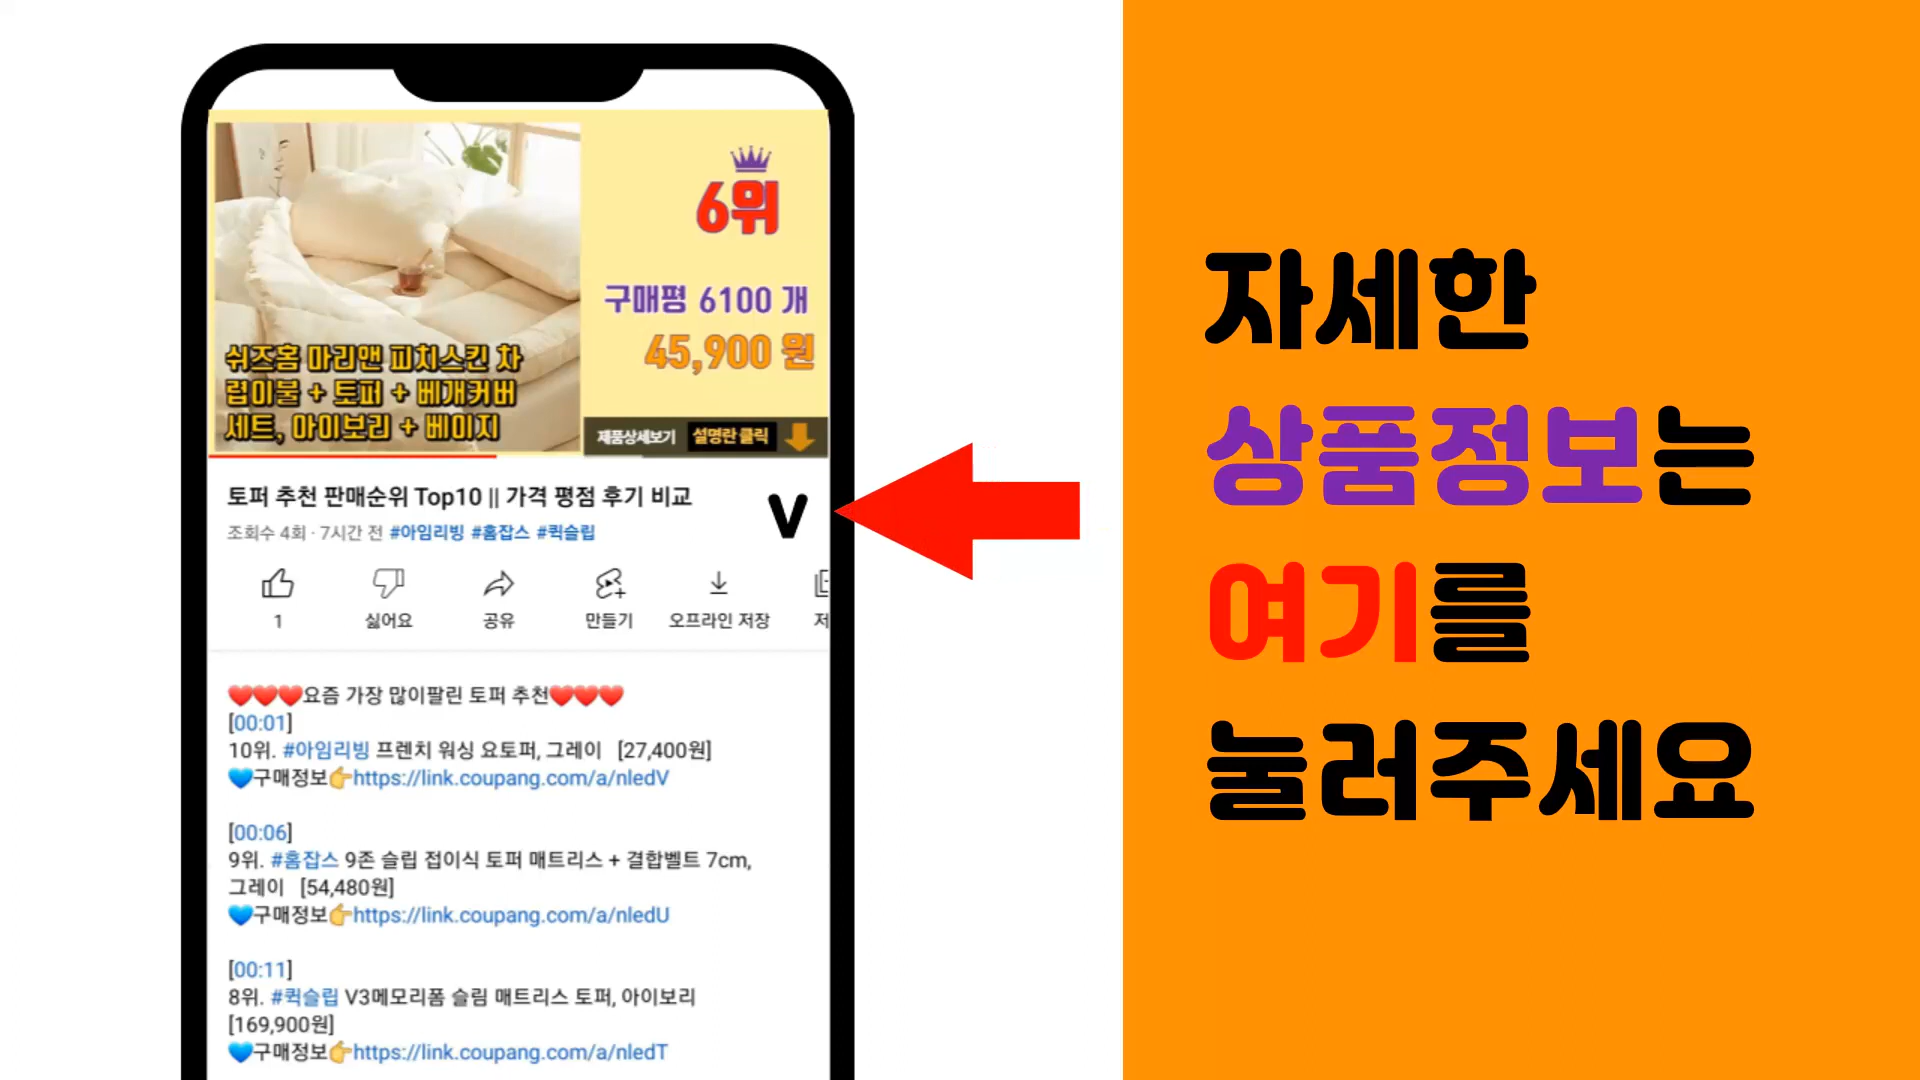 6위
구매평 6100 개
45,900 원
쉬즈홈 마리앤 피치스킨 차
렵이불 + 토퍼 + 베개커버
세트, 아이보리 + 베이지
제품상세보기 설명란 클릭
토퍼 추천 판매순위 Top10 || 가격 평점 후기 비교
V
조회수 4회 · 7시간 전 #아임리빙 #홈잡스 #퀵슬립
1 싫어요 공유 만들기 오프라인 저장 저
❤️❤️❤️요즘 가장 많이팔린 토퍼 추천❤️❤️❤️
[00:01]
10위. #아임리빙 프렌치 워싱 요토퍼, 그레이 [27,400원]
💙구매정보👉https://link.coupang.com/a/nledV
[00:06]
9위. #홈잡스 9존 슬립 접이식 토퍼 매트리스 + 결합벨트 7cm,
그레이 [54,480원]
💙구매정보👉https://link.coupang.com/a/nledU
[00:11]
8위. #퀵슬립 V3메모리폼 슬림 매트리스 토퍼, 아이보리
[169,900원]
💙구매정보👉https://link.coupang.com/a/nledT
자세한
상품정보는
여기를
눌러주세요